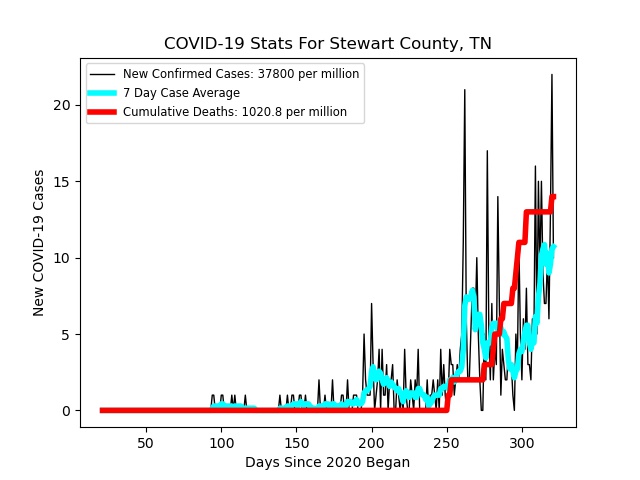 COVID-19 Stats For Stewart County, TN
New Confirmed Cases: 37800 per million
7 Day Case Average
Cumulative Deaths: 1020.8 per million
New COVID-19 Cases
20
15
10
5
0
50
100
150
200
250
300
Days Since 2020 Began